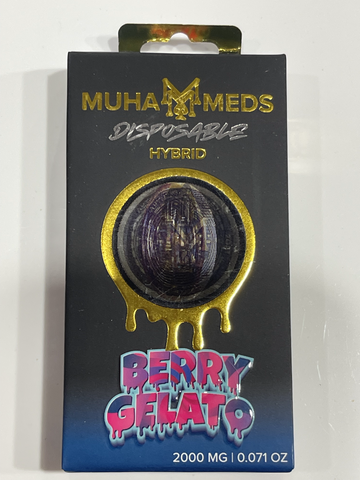 MUHA MEDS
DISPOSABLE
HYBRID
BERRY
GELATO
2000 MG | 0.071 OZ